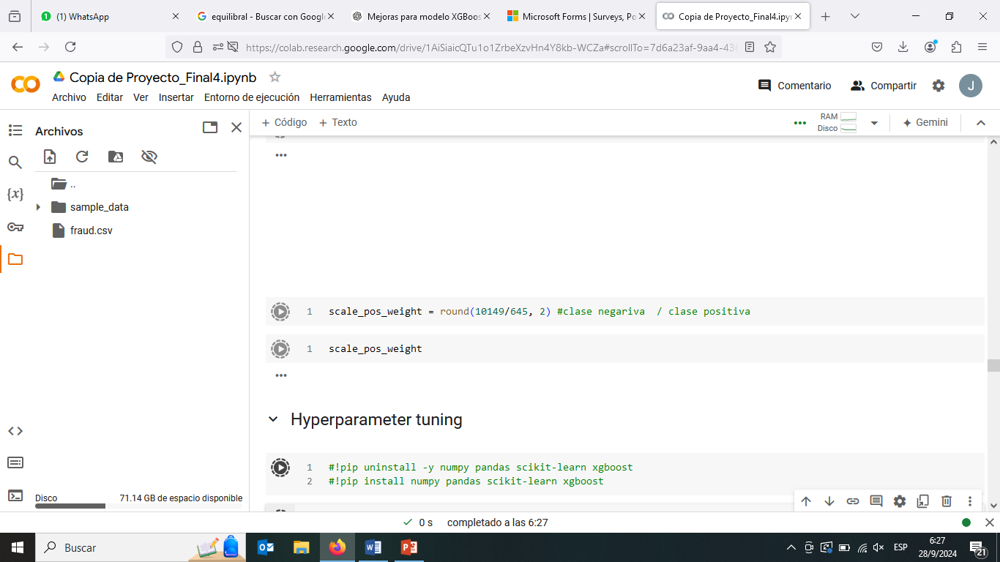 (1) WhatsApp
equilibral - Buscar con Google
Mejoras para modelo XGBoos
Microsoft Forms | Surveys, Po
Copia de Proyecto_Final4.ipyn
https://colab.research.google.com/drive/1AiSiaicQTu1o1ZrbeXzvHn4Y8kb-WCZa#scrollTo=7d6a23af-9aa4-436
Copia de Proyecto_Final4.ipynb
Archivo Editar Ver Insertar Entorno de ejecución Herramientas Ayuda
Comentario
Compartir
J
Archivos
+ Código + Texto
RAM
Disco
Gemini
..
sample_data
fraud.csv
{x}
1 scale_pos_weight = round(10149/645, 2) #clase negariva / clase positiva
1 scale_pos_weight
Hyperparameter tuning
1 #!pip uninstall -y numpy pandas scikit-learn xgboost
2 #!pip install numpy pandas scikit-learn xgboost
Disco 71.14 GB de espacio disponible
0 s completado a las 6:27
Buscar
ESP
6:27
28/9/2024
21